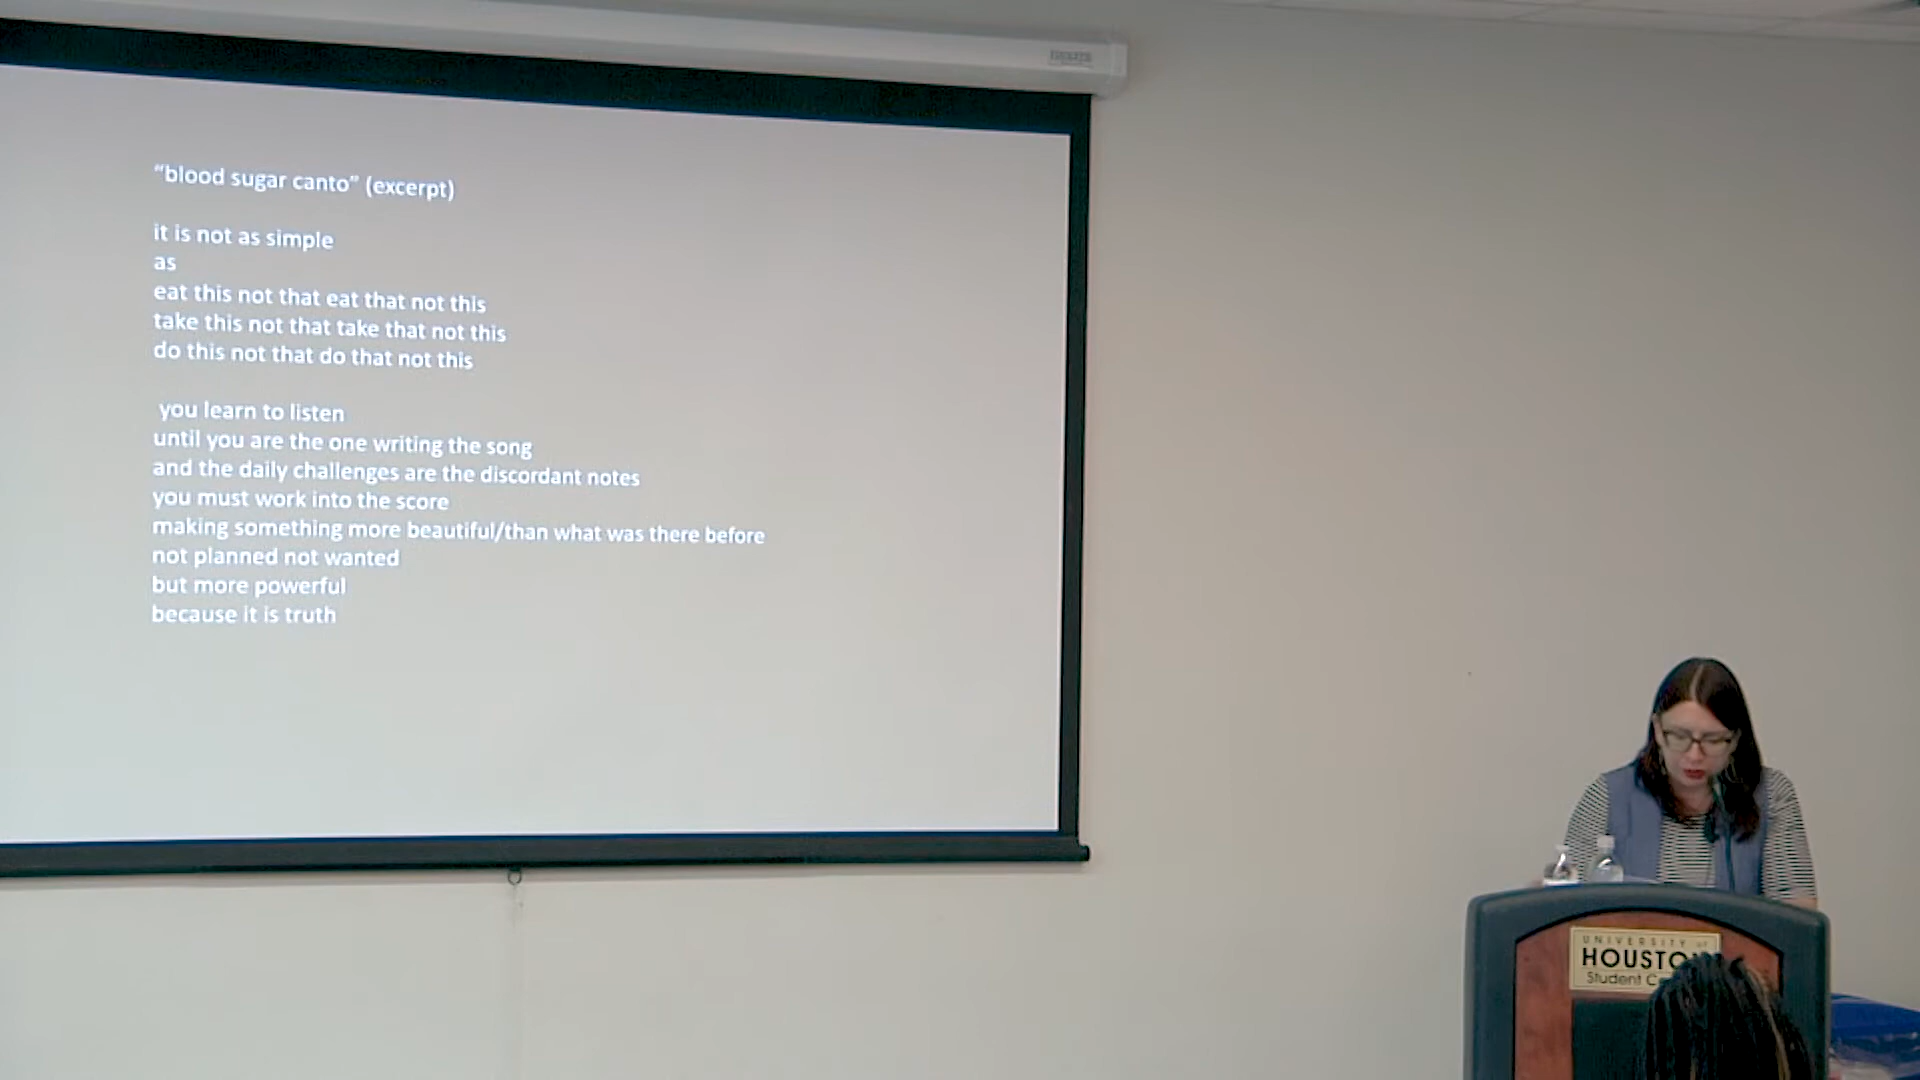 “blood sugar canto” (excerpt)
it is not as simple
as
eat this not that eat that not this
take this not that take that not this
do this not that do that not this
you learn to listen
until you are the one writing the song
and the daily challenges are the discordant notes
you must work into the score
making something more beautiful/than what was there before
not planned not wanted
but more powerful
because it is truth
UNIVERSITY of
HOUSTO
Student Ce